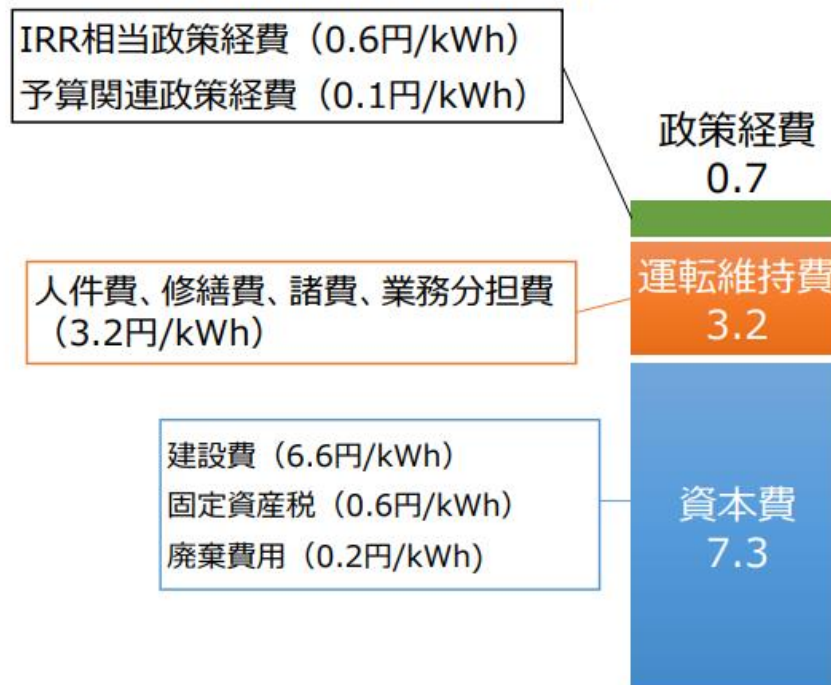 IRR相当政策経費（0.6円/kWh）
予算関連政策経費（0.1円/kWh）
政策経費
0.7
人件費、修繕費、諸費、業務分担費
（3.2円/kWh）
運転維持費
3.2
建設費（6.6円/kWh）
固定資産税（0.6円/kWh）
廃棄費用（0.2円/kWh)
資本費
7.3